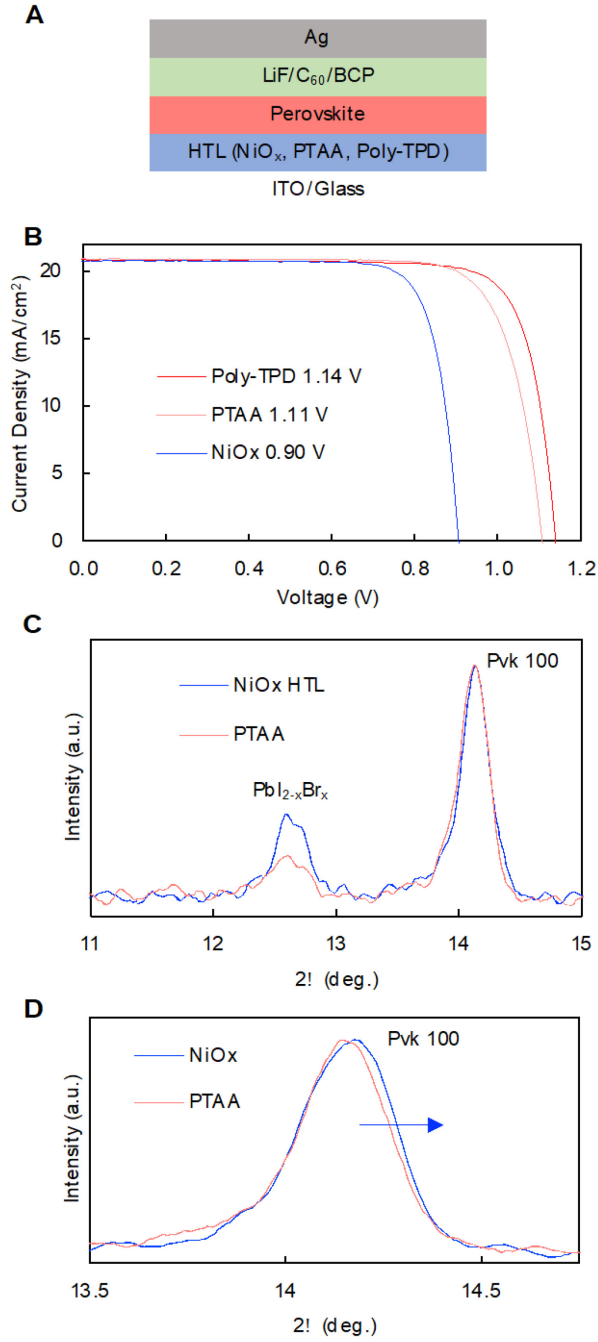 A
Ag
LiF/C₆₀/BCP
Perovskite
HTL (NiOₓ, PTAA, Poly-TPD)
ITO/Glass
B
Current Density (mA/cm²)
20
15
10
5
0
Poly-TPD 1.14 V
PTAA 1.11 V
NiOx 0.90 V
0.0 0.2 0.4 0.6 0.8 1.0 1.2
Voltage (V)
C
Intensity (a.u.)
Pvk 100
NiOx HTL
PTAA
PbI₂₋ₓBrₓ
11 12 13 14 15
2! (deg.)
D
Intensity (a.u.)
Pvk 100
NiOx
PTAA
13.5 14 14.5
2! (deg.)